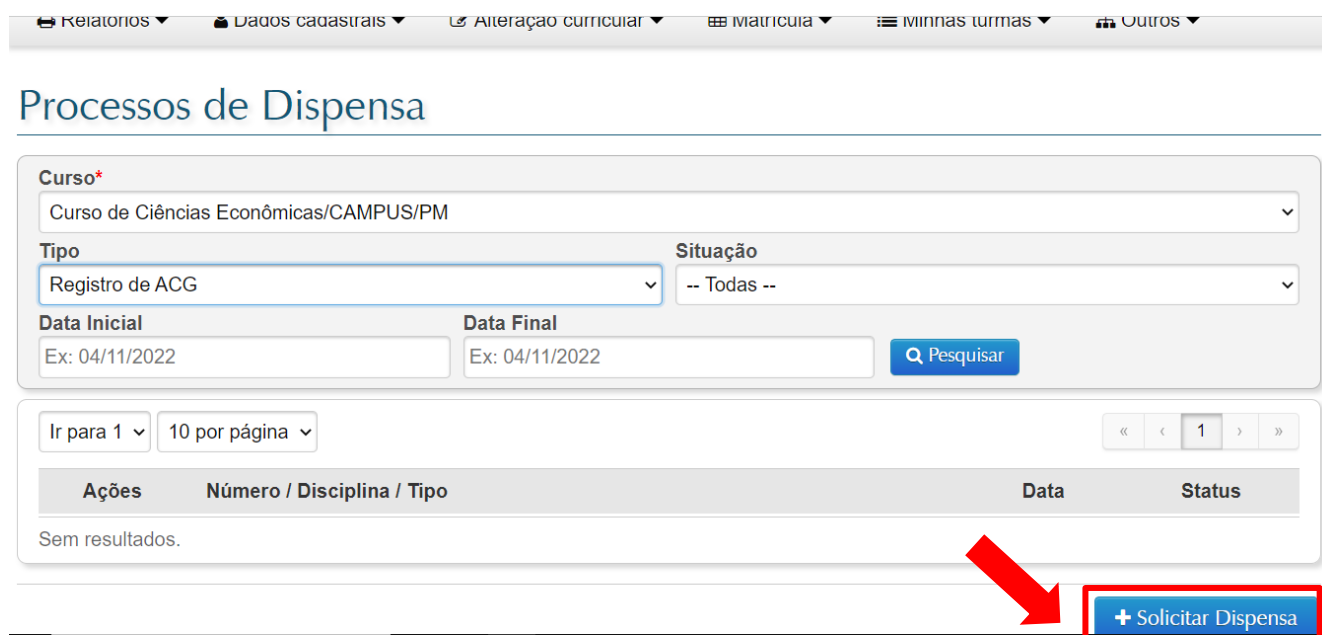 Relatórios Dados cadastrais Alteração curricular Matrícula Minhas turmas Outros
Processos de Dispensa
Curso*
Curso de Ciências Econômicas/CAMPUS/PM
Tipo Situação
Registro de ACG -- Todas --
Data Inicial Data Final
Ex: 04/11/2022 Ex: 04/11/2022 Pesquisar
Ir para 1 10 por página « ‹ 1 › »
Ações Número / Disciplina / Tipo Data Status
Sem resultados.
+ Solicitar Dispensa